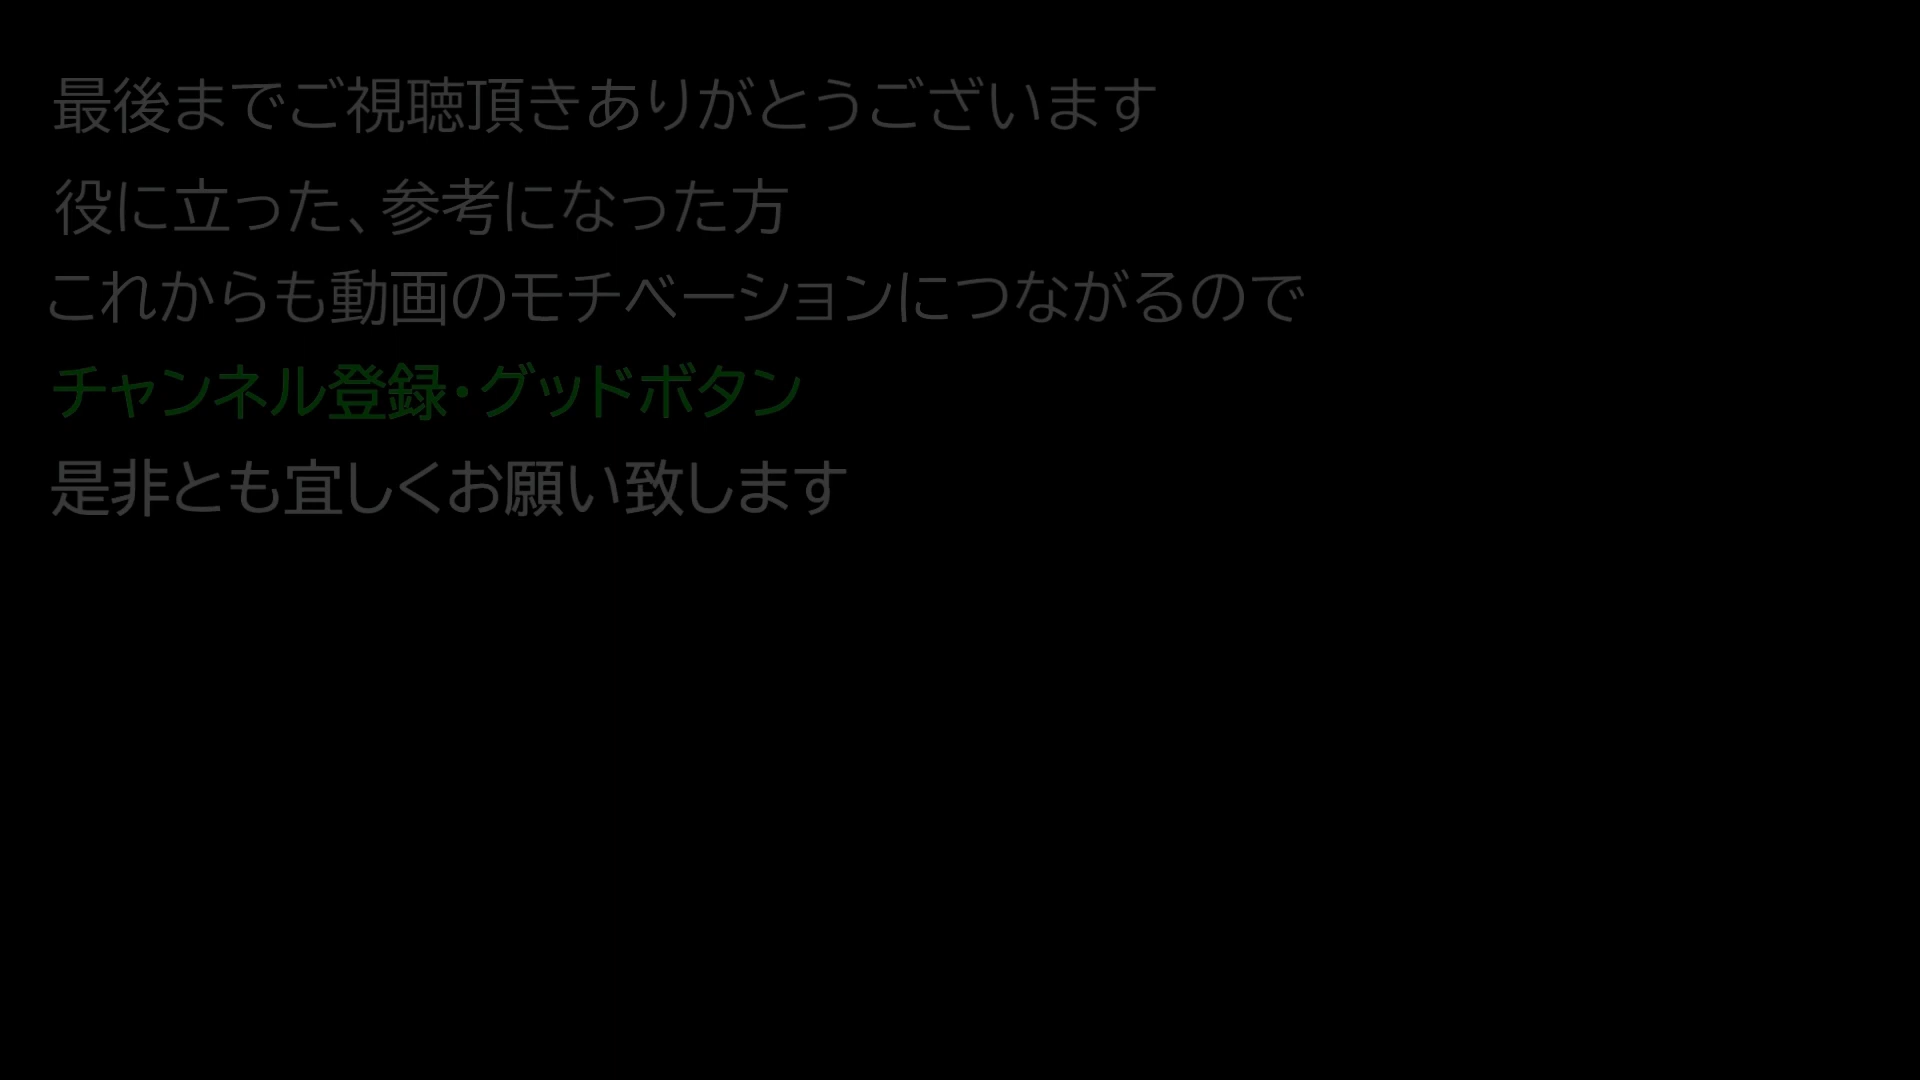 最後までご視聴頂きありがとうございます
役に立った、参考になった方
これからも動画のモチベーションにつながるので
チャンネル登録・グッドボタン
是非とも宜しくお願い致します